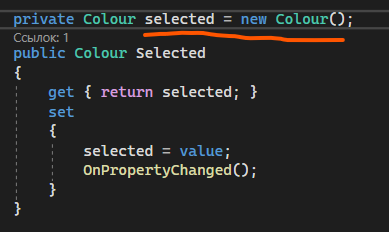 private Colour selected = new Colour();
Ссылок: 1
public Colour Selected
{
get { return selected; }
set
{
selected = value;
OnPropertyChanged();
}
}